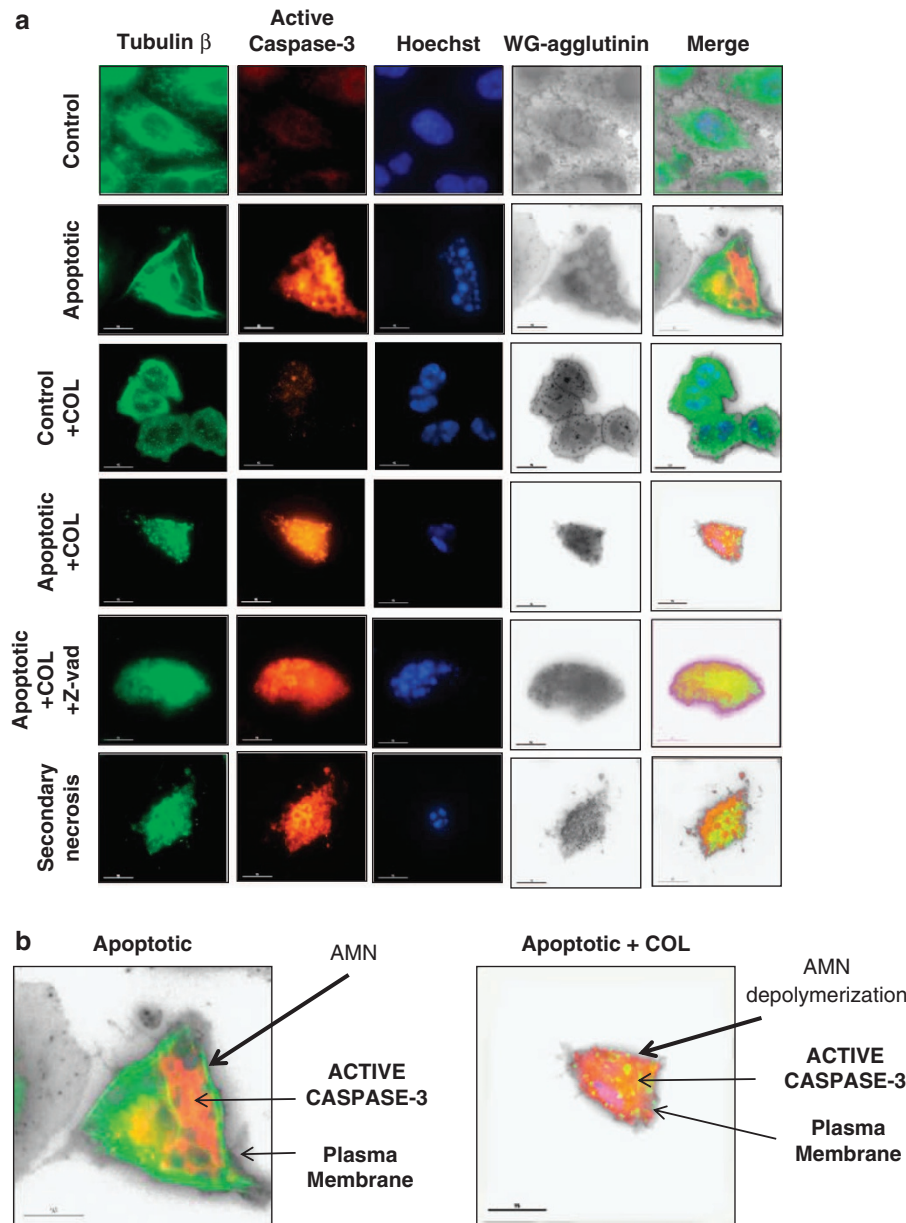 a
Tubulin β
Active
Caspase-3
Hoechst
WG-agglutinin
Merge
Control
Apoptotic
Control
+COL
Apoptotic
+COL
Apoptotic
+COL
+Z-vad
Secondary
necrosis
b
Apoptotic
AMN
ACTIVE
CASPASE-3
Plasma
Membrane
Apoptotic + COL
AMN
depolymerization
ACTIVE
CASPASE-3
Plasma
Membrane